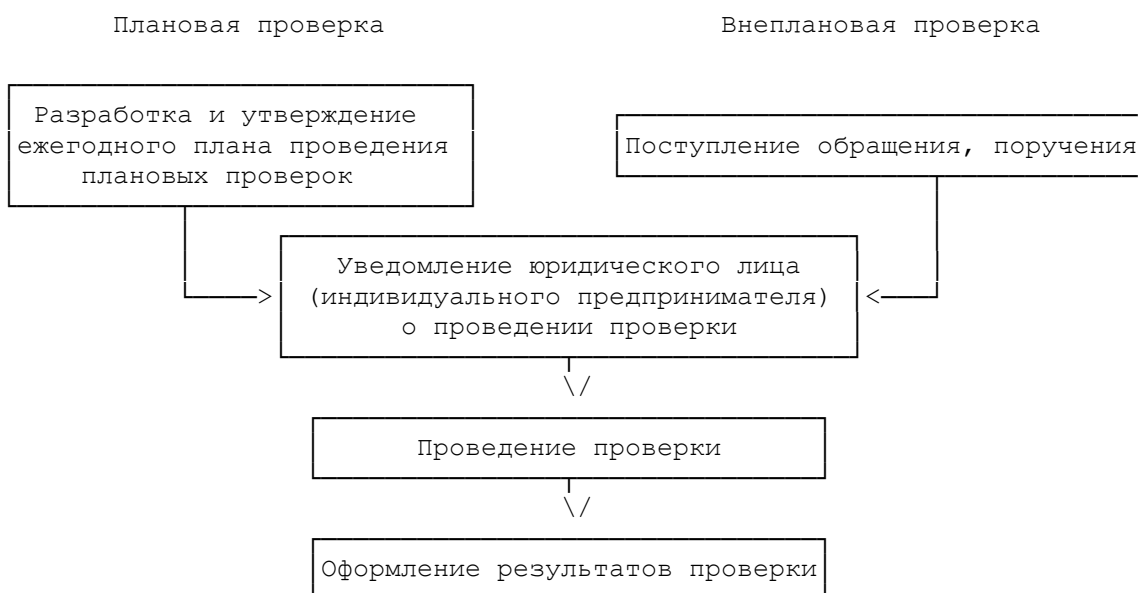 Плановая проверка
Внеплановая проверка
Разработка и утверждение
ежегодного плана проведения
плановых проверок
Поступление обращения, поручения
Уведомление юридического лица
(индивидуального предпринимателя)
о проведении проверки
Проведение проверки
Оформление результатов проверки